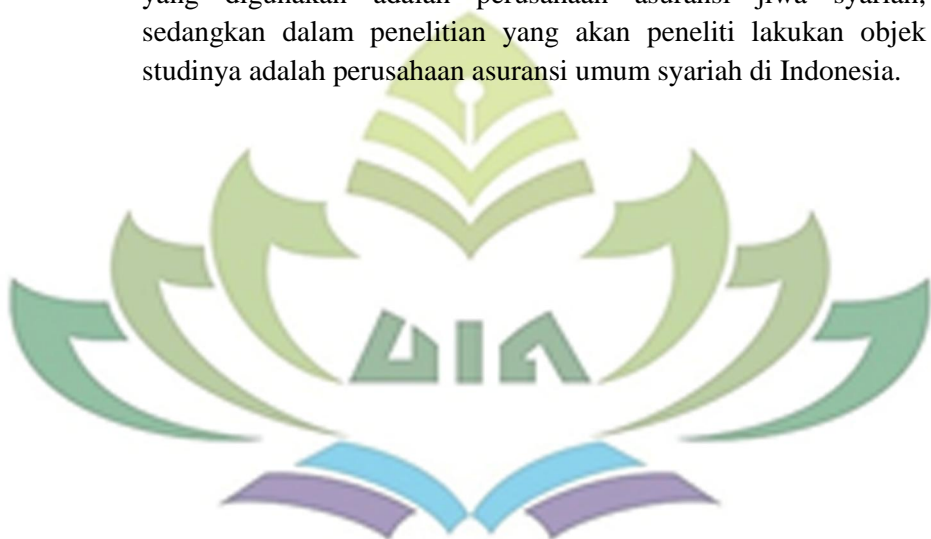 yang digunakan adalah perusahaan asuransi jiwa syariah,
sedangkan dalam penelitian yang akan peneliti lakukan objek
studinya adalah perusahaan asuransi umum syariah di Indonesia.
UIN